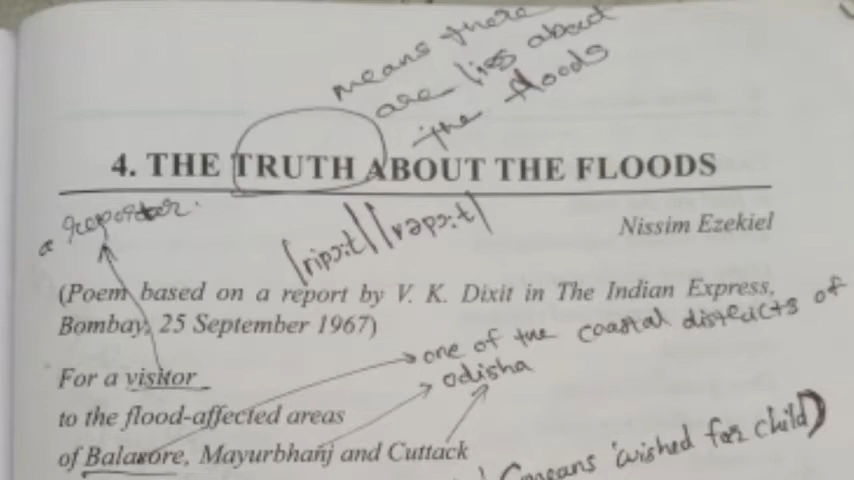 means there
are lies about
the floods
4. THE TRUTH ABOUT THE FLOODS
a reporter.
/ripɔ:t/ /rəpɔ:t/
Nissim Ezekiel
(Poem based on a report by V. K. Dixit in The Indian Express,
Bombay, 25 September 1967)
one of the coastal districts of
For a visitor
odisha
to the flood-affected areas
of Balasore, Mayurbhanj and Cuttack
(means 'wished for child)